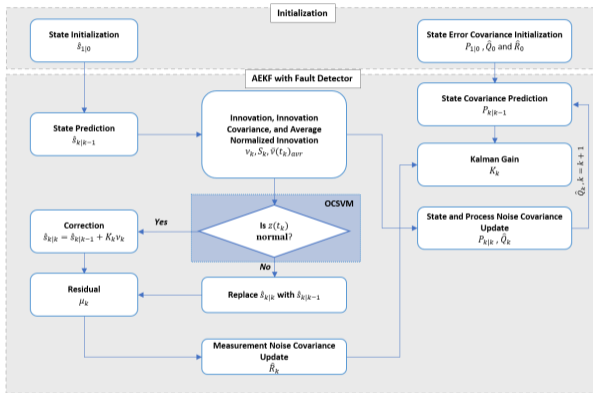 Initialization
State Initialization
ŝ₁|₀
State Error Covariance Initialization
P₁|₀ , Q̂₀ and R̂₀
AEKF with Fault Detector
State Prediction
ŝₖ|ₖ₋₁
Innovation, Innovation
Covariance, and Average
Normalized Innovation
νₖ, Sₖ, ν̄(tₖ)ₐᵥᵣ
State Covariance Prediction
Pₖ|ₖ₋₁
Kalman Gain
Kₖ
Q̂ₖ, k = k + 1
OCSVM
Is z(tₖ)
normal?
Yes
No
Correction
ŝₖ|ₖ = ŝₖ|ₖ₋₁ + Kₖνₖ
State and Process Noise Covariance
Update
Pₖ|ₖ , Q̂ₖ
Residual
μₖ
Replace ŝₖ|ₖ with ŝₖ|ₖ₋₁
Measurement Noise Covariance
Update
R̂ₖ